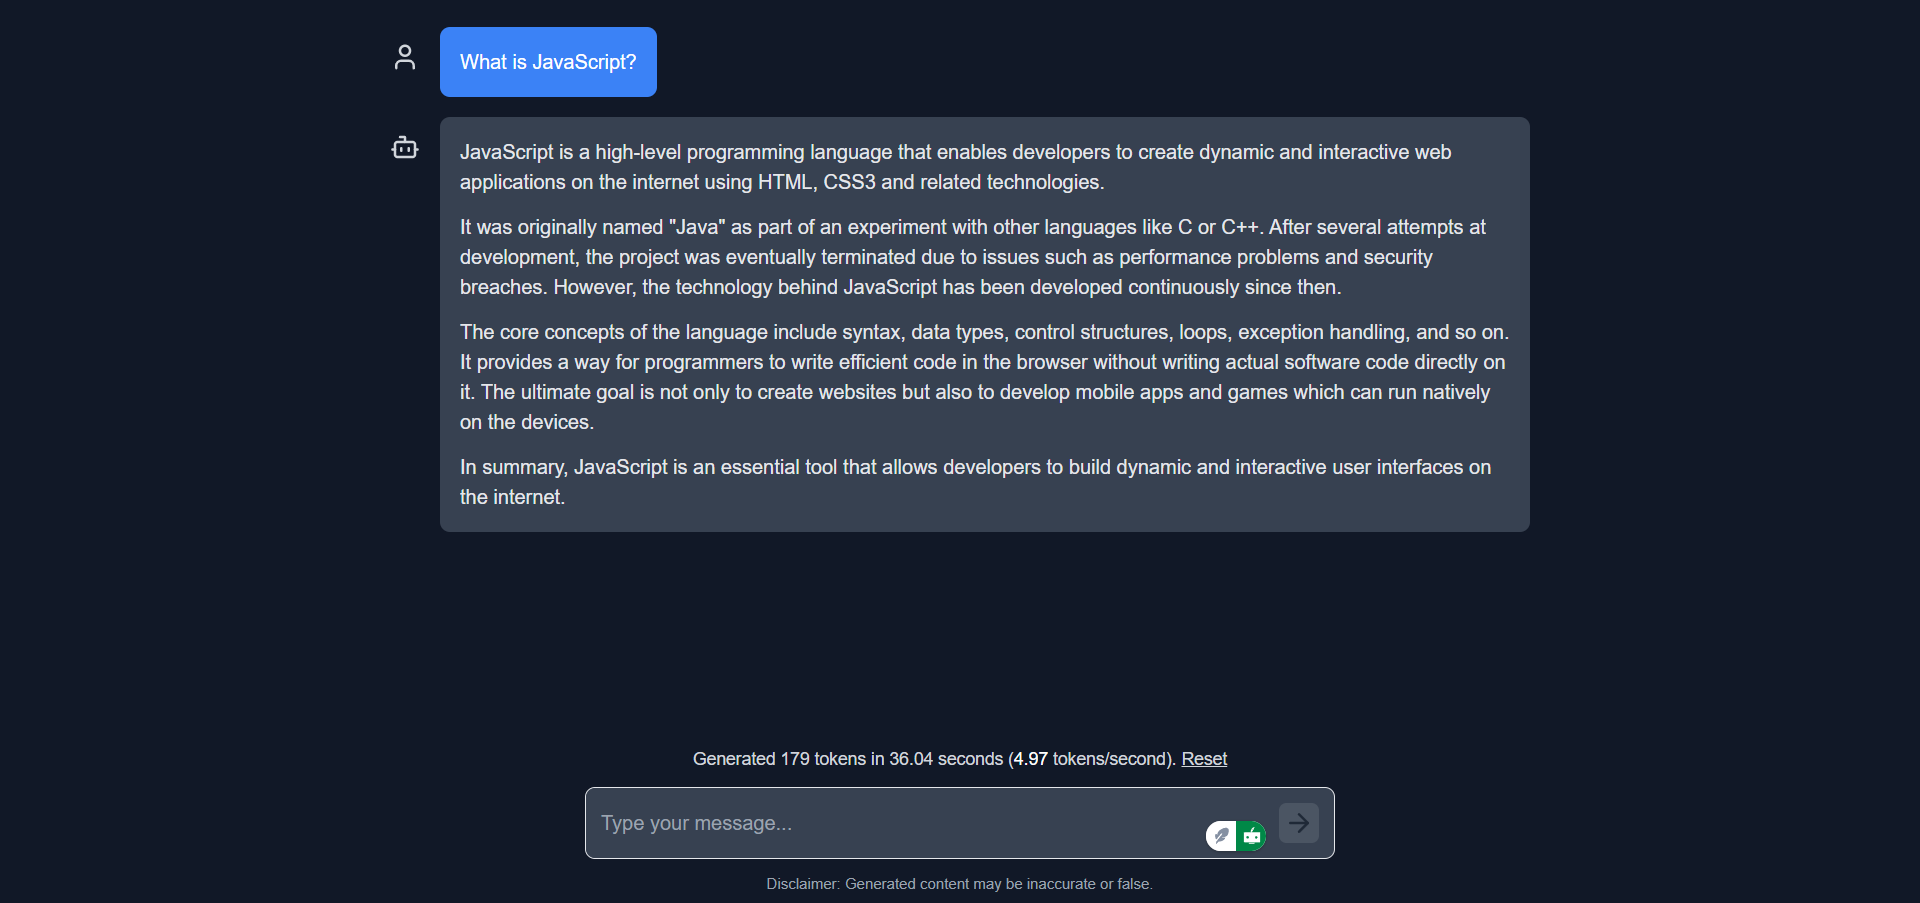 What is JavaScript?
JavaScript is a high-level programming language that enables developers to create dynamic and interactive web
applications on the internet using HTML, CSS3 and related technologies.
It was originally named "Java" as part of an experiment with other languages like C or C++. After several attempts at
development, the project was eventually terminated due to issues such as performance problems and security
breaches. However, the technology behind JavaScript has been developed continuously since then.
The core concepts of the language include syntax, data types, control structures, loops, exception handling, and so on.
It provides a way for programmers to write efficient code in the browser without writing actual software code directly on
it. The ultimate goal is not only to create websites but also to develop mobile apps and games which can run natively
on the devices.
In summary, JavaScript is an essential tool that allows developers to build dynamic and interactive user interfaces on
the internet.
Generated 179 tokens in 36.04 seconds (4.97 tokens/second). Reset
Type your message...
Disclaimer: Generated content may be inaccurate or false.